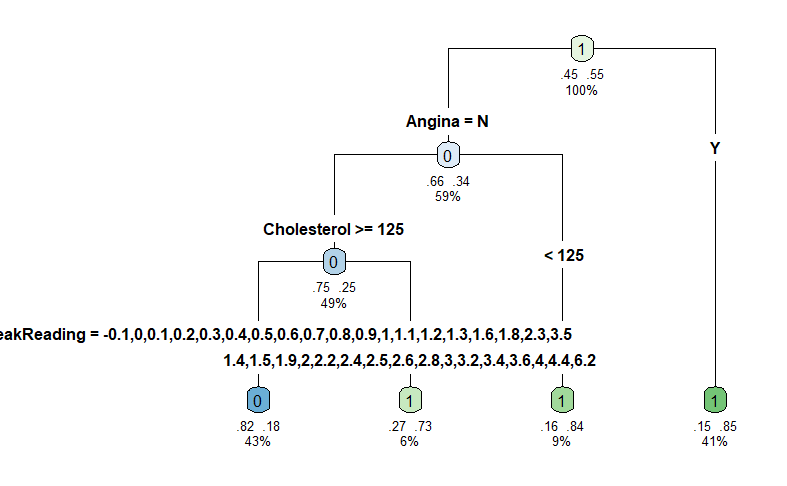 1
.45 .55
100%
Angina = N
Y
0
.66 .34
59%
Cholesterol >= 125
< 125
0
.75 .25
49%
eakReading = -0.1,0,0.1,0.2,0.3,0.4,0.5,0.6,0.7,0.8,0.9,1,1.1,1.2,1.3,1.6,1.8,2.3,3.5
1.4,1.5,1.9,2,2.2,2.4,2.5,2.6,2.8,3,3.2,3.4,3.6,4,4.4,6.2
0 1 1 1
.82 .18 .27 .73 .16 .84 .15 .85
43% 6% 9% 41%